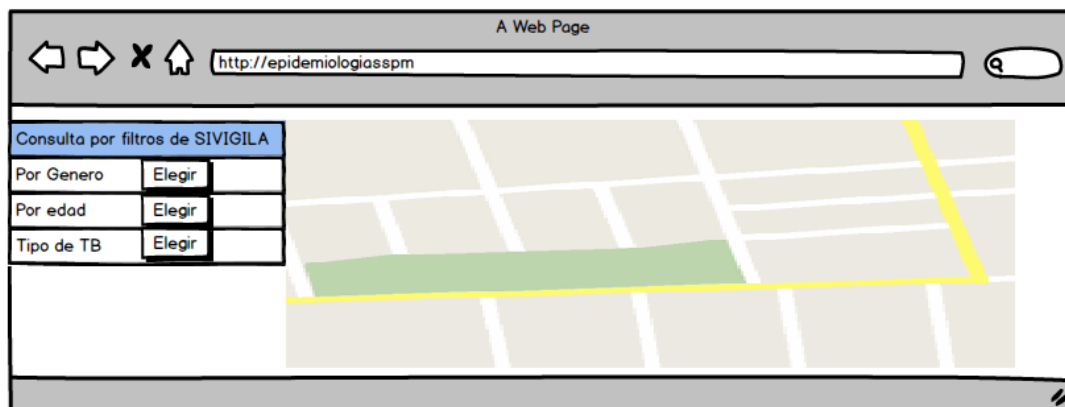 A Web Page
http://epidemiologiasspm
Consulta por filtros de SIVIGILA
Por Genero Elegir
Por edad Elegir
Tipo de TB Elegir